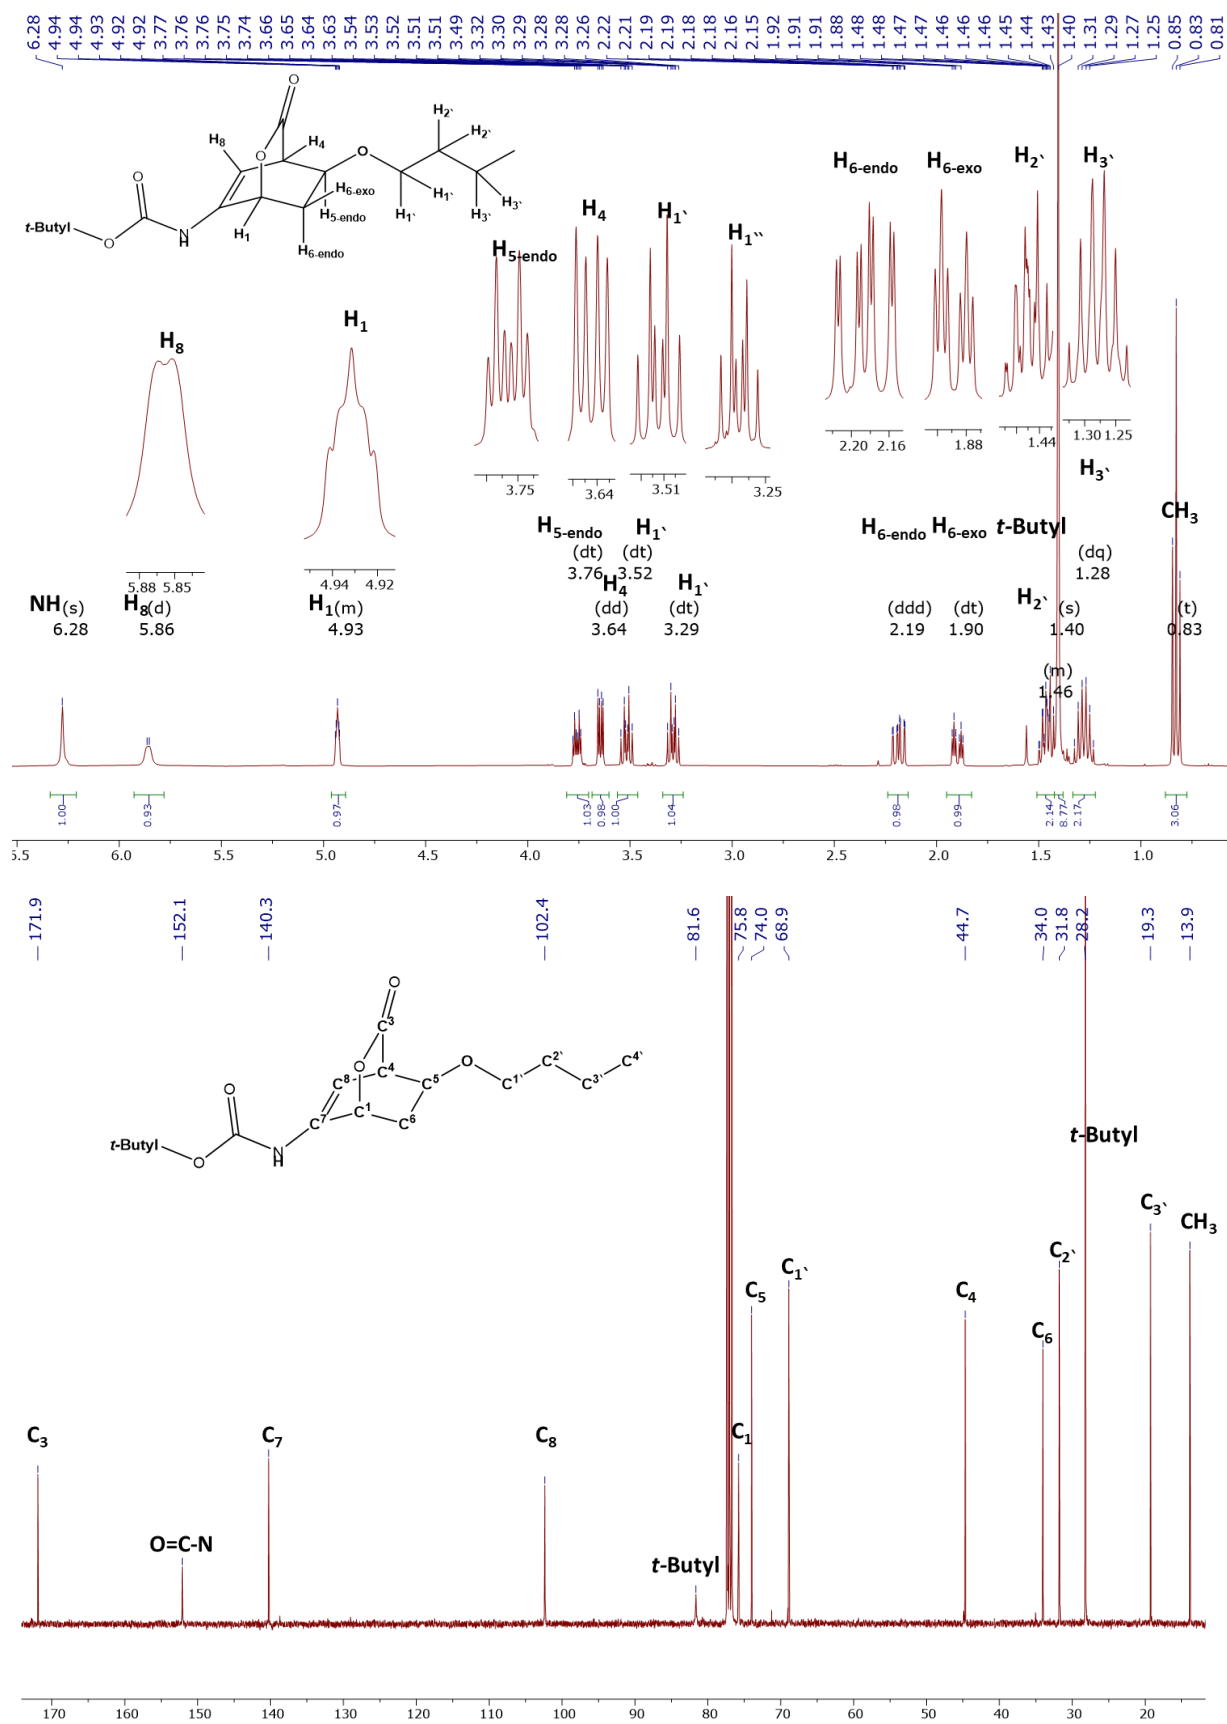 6.28 4.94 4.94 4.93 4.92 4.92 3.77 3.76 3.76 3.75 3.74 3.66 3.65 3.64 3.63 3.54 3.53 3.52 3.51 3.51 3.49 3.32 3.30 3.29 3.28 3.28 3.26 2.22 2.21 2.19 2.19 2.18 2.18 2.16 2.15 1.92 1.91 1.91 1.88 1.48 1.48 1.47 1.47 1.46 1.46 1.46 1.45 1.44 1.43 1.40 1.31 1.29 1.27 1.25 0.85 0.83 0.81
O
H8 O H4 O H2` H2`
H6-exo H1` H3`
O H5-endo H1` H3`
t-Butyl O N H H1 H6-endo
H5-endo H4 H1` H1`` H6-endo H6-exo H2` H3`
H8 H1
5.88 5.85 4.94 4.92 3.75 3.64 3.51 3.25 2.20 2.16 1.88 1.44 1.30 1.25
H3`
H5-endo H1` H6-endo H6-exo t-Butyl CH3
(dt) (dt) (dq)
3.76 3.52 1.28
H4 H1` H2`
NH(s) H8(d) H1(m) (dd) (dt) (ddd) (dt) (s) (t)
6.28 5.86 4.93 3.64 3.29 2.19 1.90 1.40 0.83
(m)
1.46
1.00 0.93 0.97 1.03 0.98 1.00 1.04 0.98 0.99 2.14 8.77 2.17 3.06
5.5 6.0 5.5 5.0 4.5 4.0 3.5 3.0 2.5 2.0 1.5 1.0
171.9 152.1 140.3 102.4 81.6 75.8 74.0 68.9 44.7 34.0 31.8 28.2 19.3 13.9
O
C3
O C4 O C2` C4`
C8 C5 C1` C3`
O C7 C1 C6
t-Butyl O N H
t-Butyl
C3` CH3
C2`
C1`
C5 C4
C6
C3 C7 C8 C1
O=C-N
t-Butyl
170 160 150 140 130 120 110 100 90 80 70 60 50 40 30 20